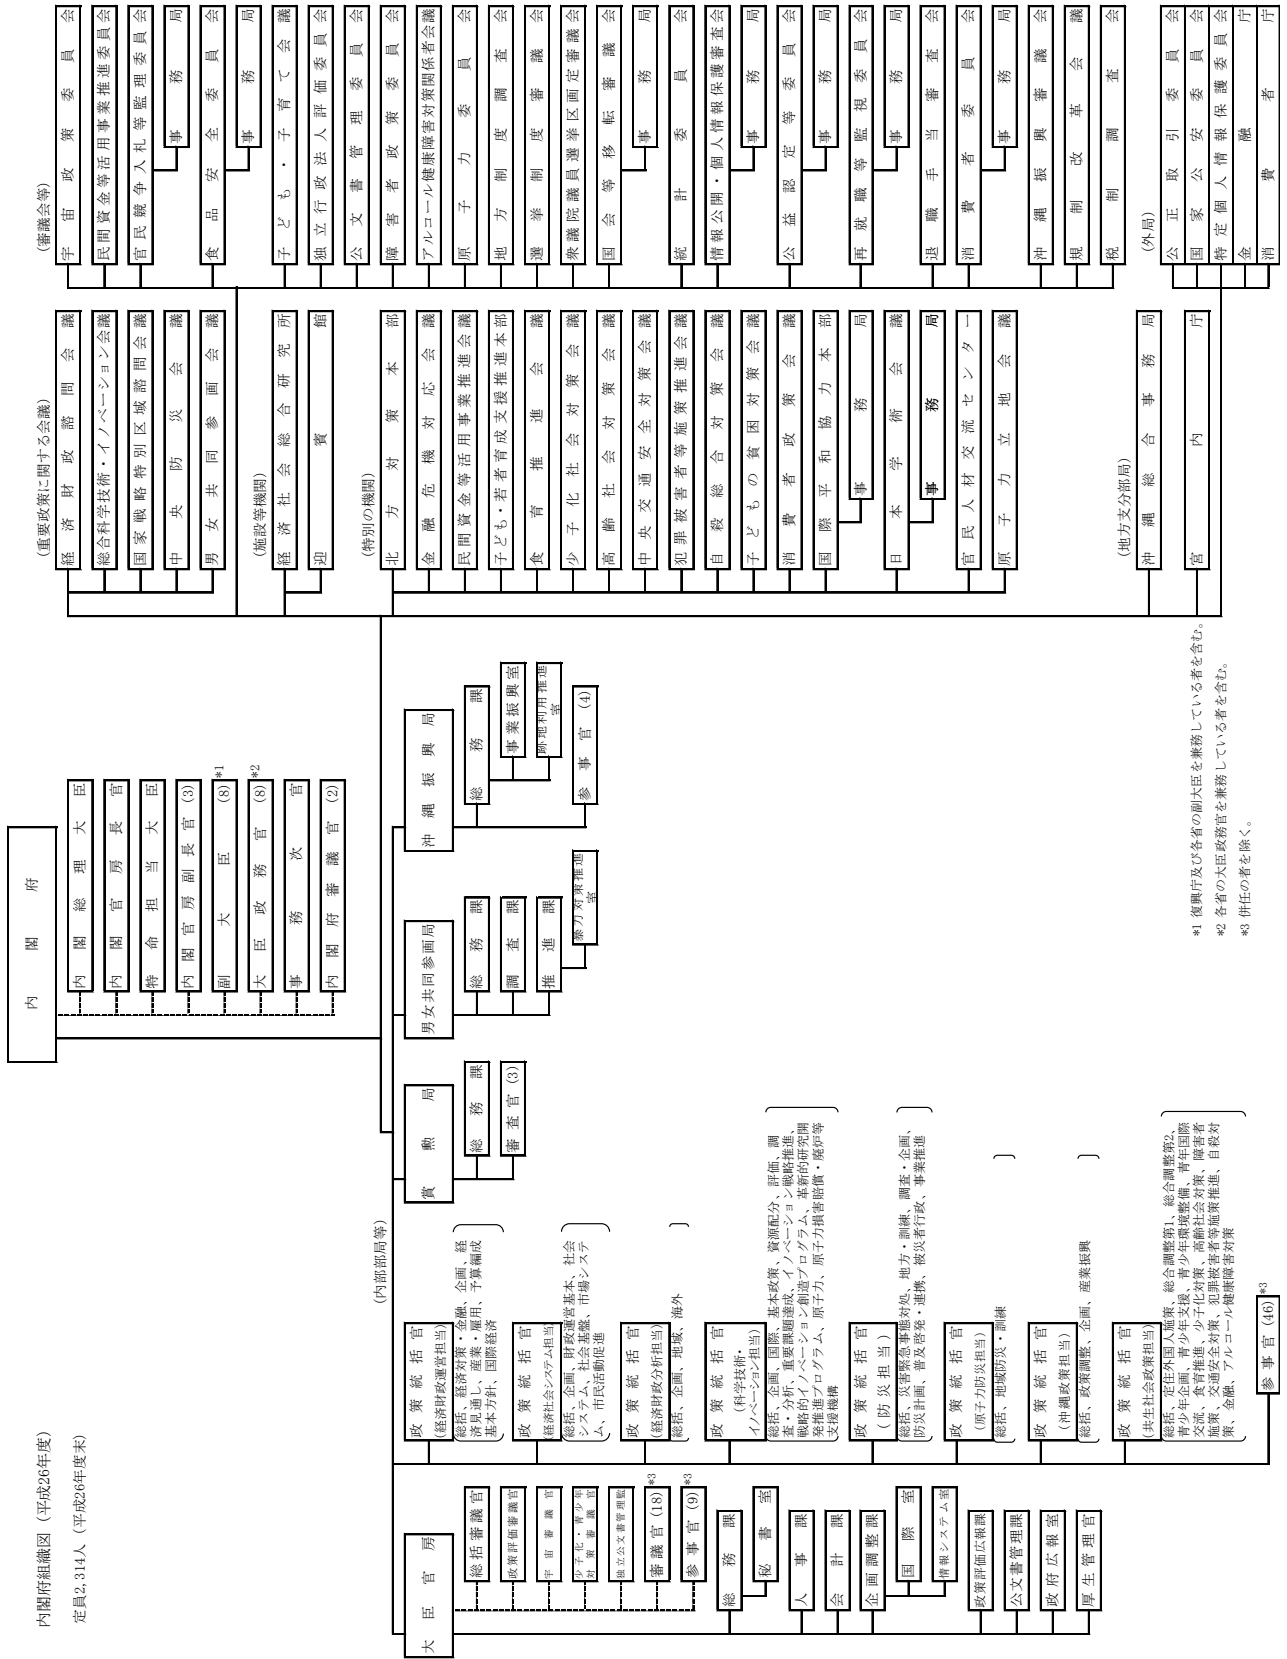 内閣府組織図（平成26年度）
定員2,314人（平成26年度末）
内閣府
内閣総理大臣
内閣官房長官
特命担当大臣
内閣官房副長官(3)
副大臣(8)*1
大臣政務官(8)*2
事務次官
内閣府審議官(2)
(内部部局等)
大臣官房
総括審議官
政策評価審議官
宇宙審議官
少子化・青少年
対策審議官
独立公文書管理監
審議官(18)*3
参事官(9)*3
総務課
秘書室
人事課
会計課
企画調整課
国際室
情報システム室
政策評価広報課
公文書管理課
政府広報室
厚生管理官
政策統括官
(経済財政運営担当)
総括、経済対策・金融、企画、経
済見通し、産業・雇用、予算編成
基本方針、国際経済
政策統括官
(経済社会システム担当)
総括、企画、財政運営基本、社会
システム、社会基盤、市場システ
ム、市民活動促進
政策統括官
(経済財政分析担当)
総括、企画、地域、海外
政策統括官
(科学技術・
イノベーション担当)
総括、企画、国際、基本政策、資源配分、評価、調
査・分析、重要課題達成、イノベーション戦略推進、
戦略的イノベーション創造プログラム、革新的研究開
発推進プログラム、原子力、原子力損害賠償・廃炉等
支援機構
政策統括官
(防災担当)
総括、災害緊急事態対処、地方・訓練、調査・企画、
防災計画、普及啓発・連携、被災者行政、事業推進
政策統括官
(原子力防災担当)
総括、地域防災・訓練
政策統括官
(沖縄政策担当)
総括、政策調整、企画、産業振興
政策統括官
(共生社会政策担当)
総括、定住外国人施策、総合調整第1、総合調整第2、
青少年企画、青少年支援、青少年環境整備、青年国際
交流、食育推進、少子化対策、高齢社会対策、障害者
施策、交通安全対策、犯罪被害者等施策推進、自殺対
策、金融、アルコール健康障害対策
参事官(46)*3
賞勲局
総務課
審査官(3)
男女共同参画局
総務課
調査課
推進課
暴力対策推進
室
沖縄振興局
総務課
事業振興室
跡地利用推進
室
参事官(4)
(重要政策に関する会議)
経済財政諮問会議
総合科学技術・イノベーション会議
国家戦略特別区域諮問会議
中央防災会議
男女共同参画会議
(施設等機関)
経済社会総合研究所
迎賓館
(特別の機関)
北方対策本部
金融危機対応会議
民間資金等活用事業推進会議
子ども・若者育成支援推進本部
食育推進会議
少子化社会対策会議
高齢社会対策会議
中央交通安全対策会議
犯罪被害者等施策推進会議
自殺総合対策会議
子どもの貧困対策会議
消費者政策会議
国際平和協力本部
事務局
日本学術会議
事務局
官民人材交流センター
原子力立地会議
(地方支分部局)
沖縄総合事務局
宮内庁
(審議会等)
宇宙政策委員会
民間資金等活用事業推進委員会
官民競争入札等監理委員会
事務局
食品安全委員会
事務局
子ども・子育て会議
独立行政法人評価委員会
公文書管理委員会
障害者政策委員会
アルコール健康障害対策関係者会議
原子力委員会
地方制度調査会
選挙制度審議会
衆議院議員選挙区画定審議会
国会等移転審議会
事務局
統計委員会
情報公開・個人情報保護審査会
事務局
公益認定等委員会
事務局
再就職等監視委員会
事務局
退職手当審査会
消費者委員会
事務局
沖縄振興審議会
規制改革会議
税制調査会
(外局)
公正取引委員会
国家公安委員会
特定個人情報保護委員会
金融庁
消費者庁
*1 復興庁及び各省の副大臣を兼務している者を含む。
*2 各省の大臣政務官を兼務している者を含む。
*3 併任の者を除く。